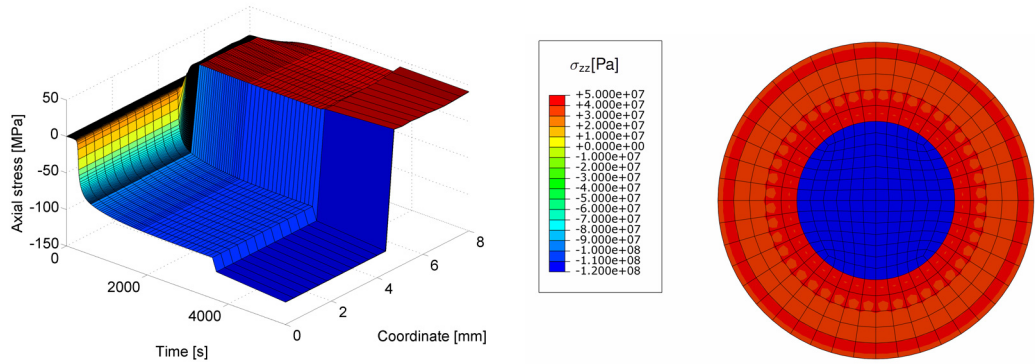 50
0
-50
-100
-150
Axial stress [MPa]
0
2000
4000
Time [s]
0
2
4
6
8
Coordinate [mm]
σzz[Pa]
+5.000e+07
+4.000e+07
+3.000e+07
+2.000e+07
+1.000e+07
+0.000e+00
-1.000e+07
-2.000e+07
-3.000e+07
-4.000e+07
-5.000e+07
-6.000e+07
-7.000e+07
-8.000e+07
-9.000e+07
-1.100e+08
-1.200e+08